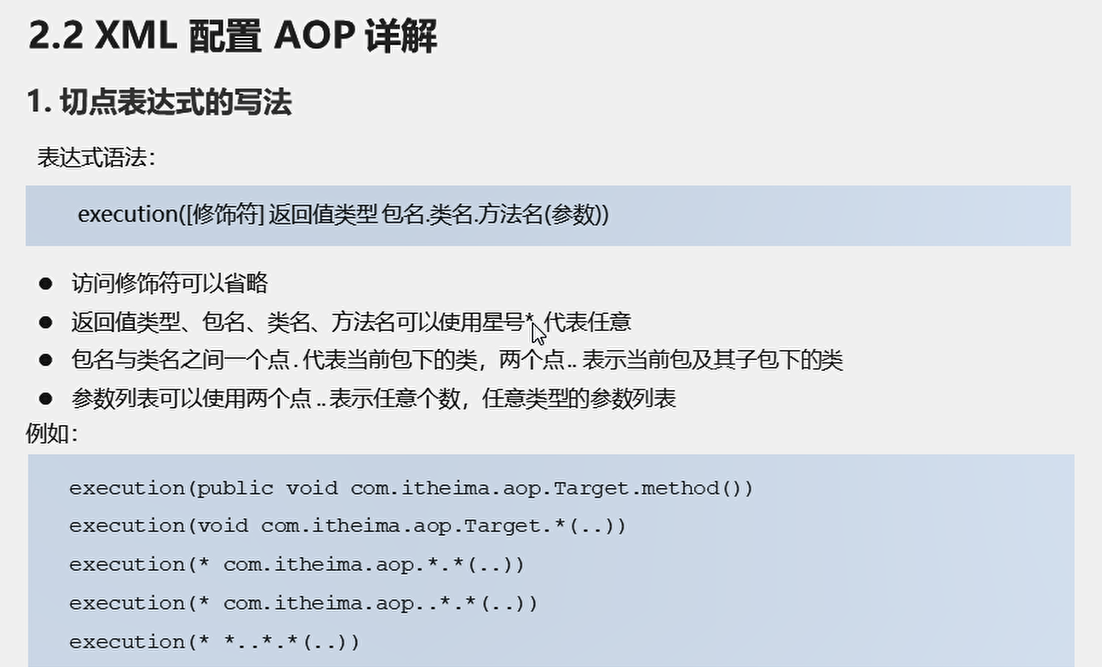 2.2 XML 配置 AOP 详解
1. 切点表达式的写法
表达式语法：
execution([修饰符] 返回值类型 包名.类名.方法名(参数))
● 访问修饰符可以省略
● 返回值类型、包名、类名、方法名可以使用星号* 代表任意
● 包名与类名之间一个点 . 代表当前包下的类，两个点 .. 表示当前包及其子包下的类
● 参数列表可以使用两个点 .. 表示任意个数，任意类型的参数列表
例如：
execution(public void com.itheima.aop.Target.method())
execution(void com.itheima.aop.Target.*(..))
execution(* com.itheima.aop.*.*(..))
execution(* com.itheima.aop..*.*(..))
execution(* *..*.*(..))